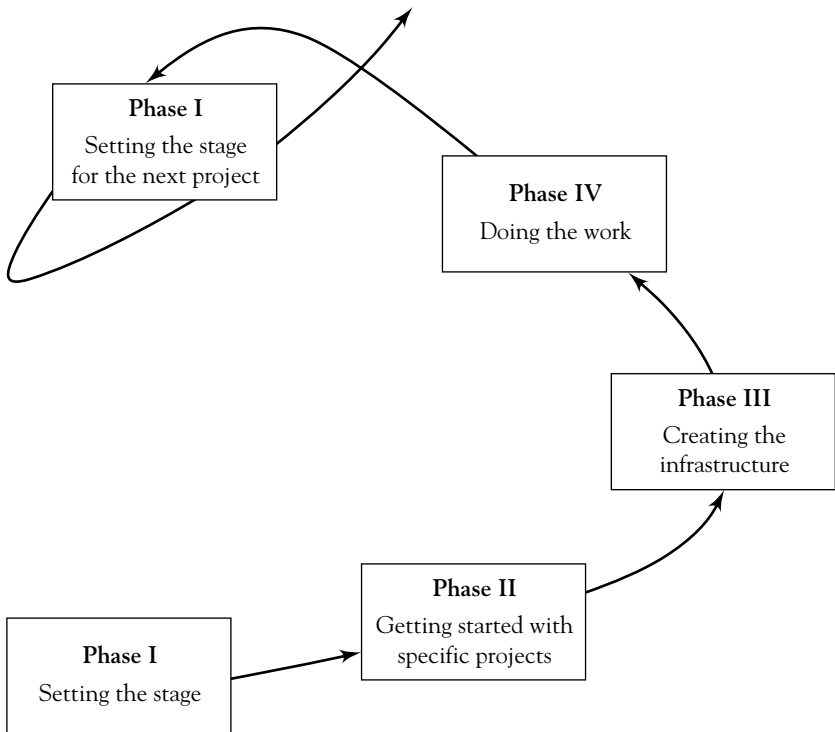 Phase I
Setting the stage
for the next project
Phase IV
Doing the work
Phase III
Creating the
infrastructure
Phase II
Getting started with
specific projects
Phase I
Setting the stage